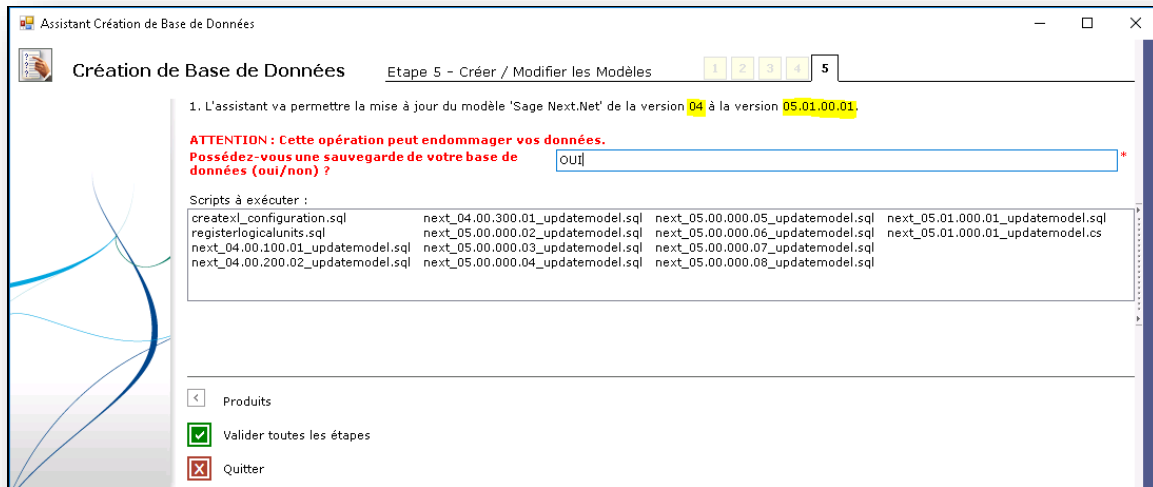 Assistant Création de Base de Données
Création de Base de Données
Etape 5 - Créer / Modifier les Modèles
1 2 3 4 5
1. L'assistant va permettre la mise à jour du modèle 'Sage Next.Net' de la version 04 à la version 05.01.00.01.
ATTENTION : Cette opération peut endommager vos données.
Possédez-vous une sauvegarde de votre base de
données (oui/non) ?
OUI
*
Scripts à exécuter :
createxl_configuration.sql next_04.00.300.01_updatemodel.sql next_05.00.000.05_updatemodel.sql next_05.01.000.01_updatemodel.sql
registerlogicalunits.sql next_05.00.000.02_updatemodel.sql next_05.00.000.06_updatemodel.sql next_05.01.000.01_updatemodel.cs
next_04.00.100.01_updatemodel.sql next_05.00.000.03_updatemodel.sql next_05.00.000.07_updatemodel.sql
next_04.00.200.02_updatemodel.sql next_05.00.000.04_updatemodel.sql next_05.00.000.08_updatemodel.sql
Produits
Valider toutes les étapes
Quitter